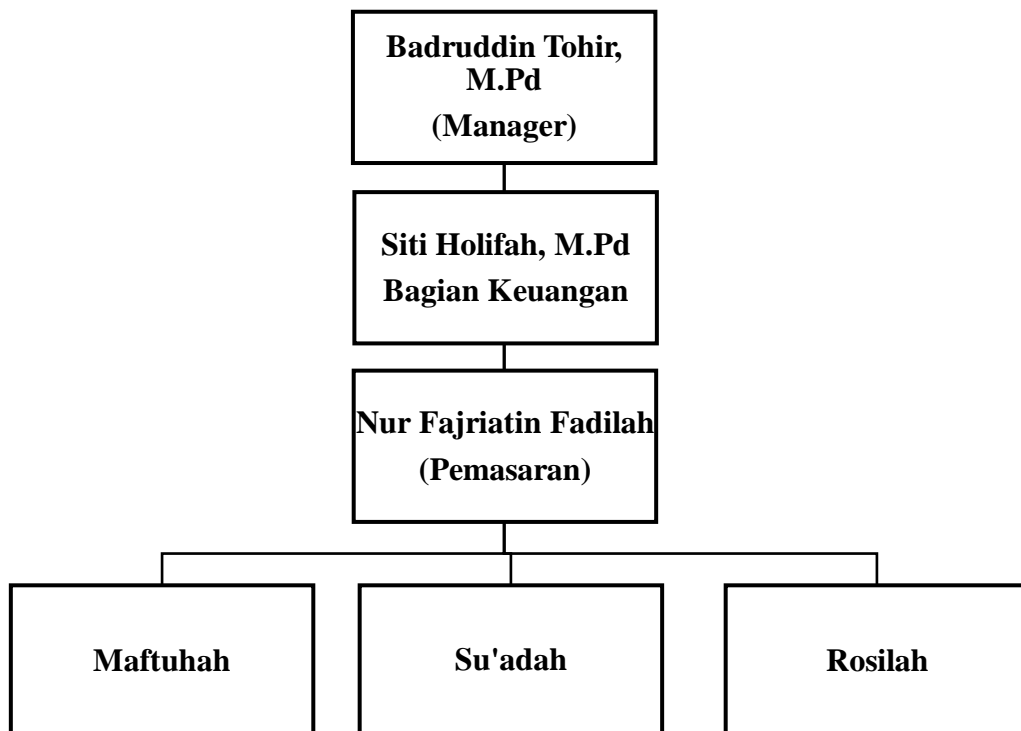 Badruddin Tohir,
M.Pd
(Manager)
Siti Holifah, M.Pd
Bagian Keuangan
Nur Fajriatin Fadilah
(Pemasaran)
Maftuhah
Su'adah
Rosilah